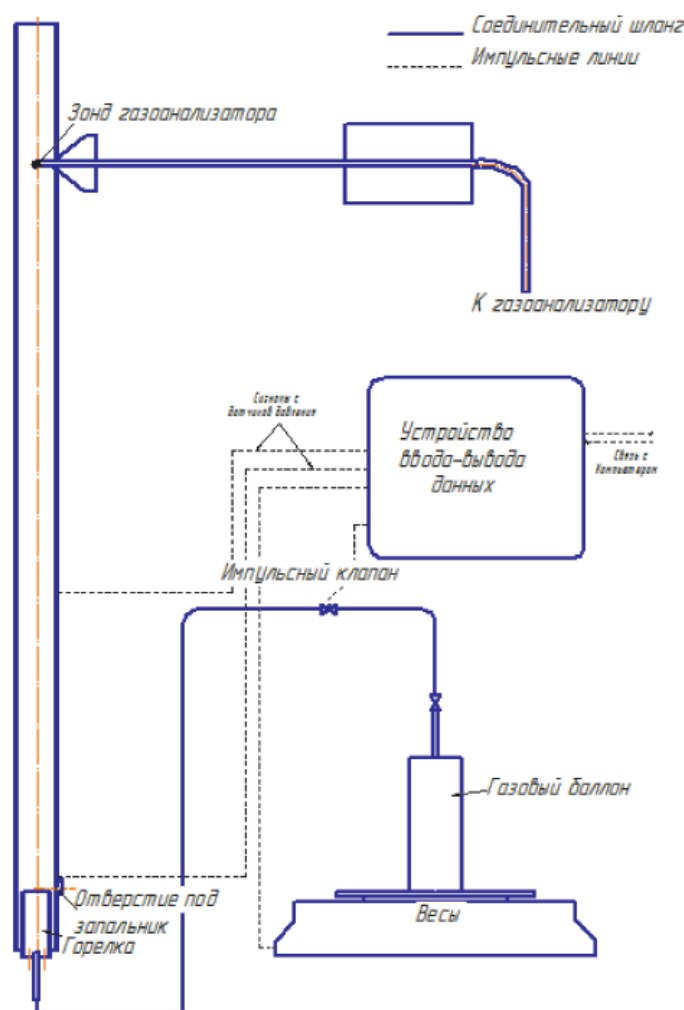 Соединительный шланг
Импульсные линии
Зонд газоанализатора
К газоанализатору
Сигналы с
датчиков давления
Устройство
ввода-вывода
данных
Связь с
Компьютером
Импульсный клапан
Газовый баллон
Отверстие под
запальник
Горелка
Весы